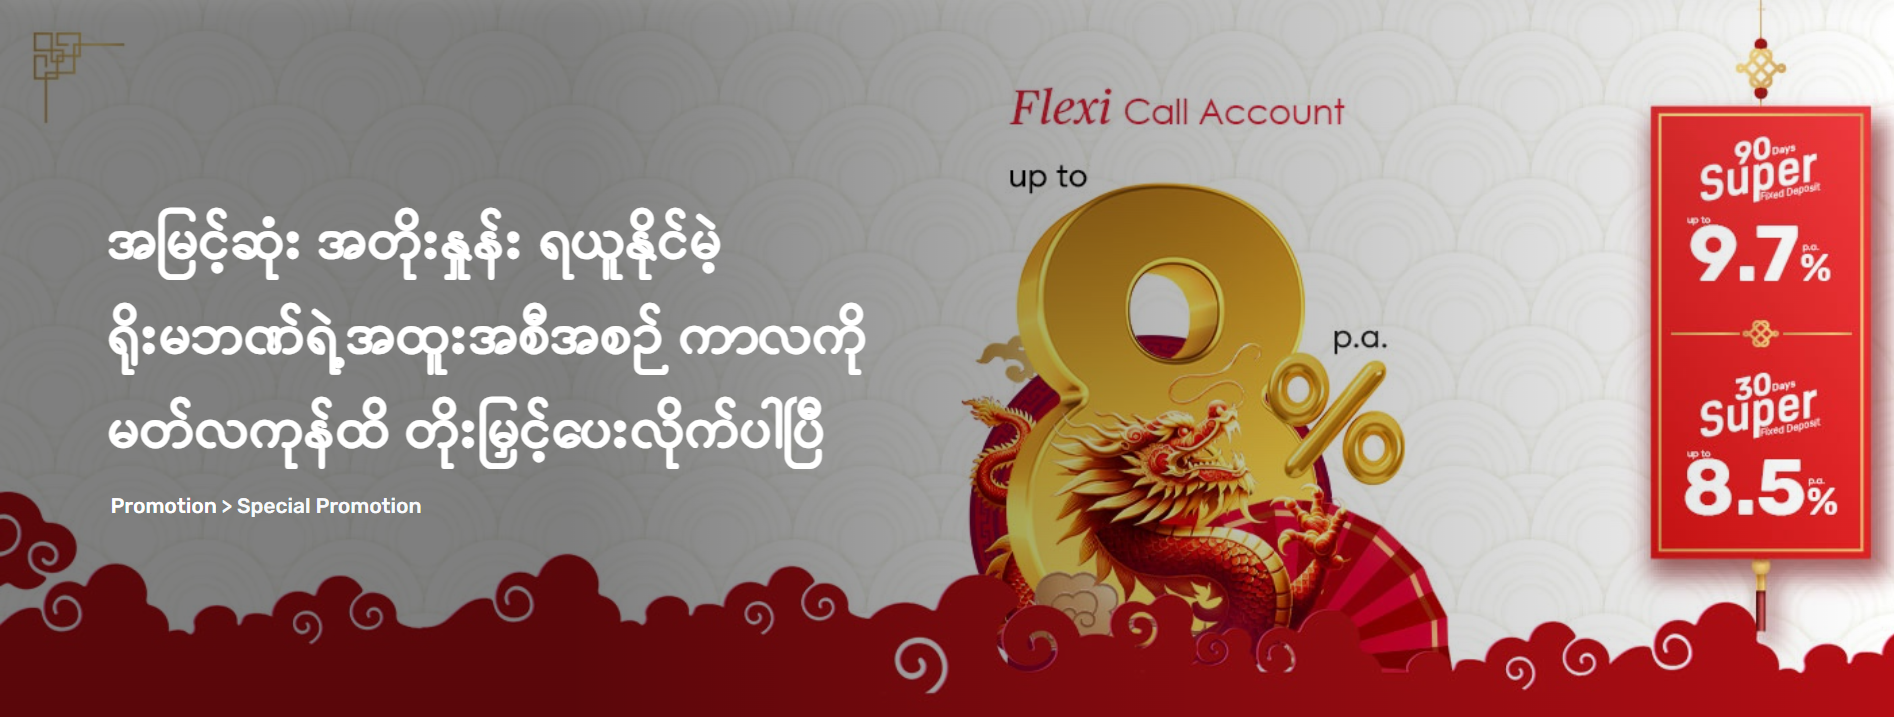 အမြင့်ဆုံး အတိုးနှုန်း ရယူနိုင်မဲ့
ရိုးမဘဏ်ရဲ့အထူးအစီအစဉ် ကာလကို
မတ်လကုန်ထိ တိုးမြှင့်ပေးလိုက်ပါပြီ
Promotion > Special Promotion
Flexi Call Account
up to
8%
p.a.
90 Days
Super
Fixed Deposit
up to
9.7%
p.a.
30 Days
Super
Fixed Deposit
up to
8.5%
p.a.